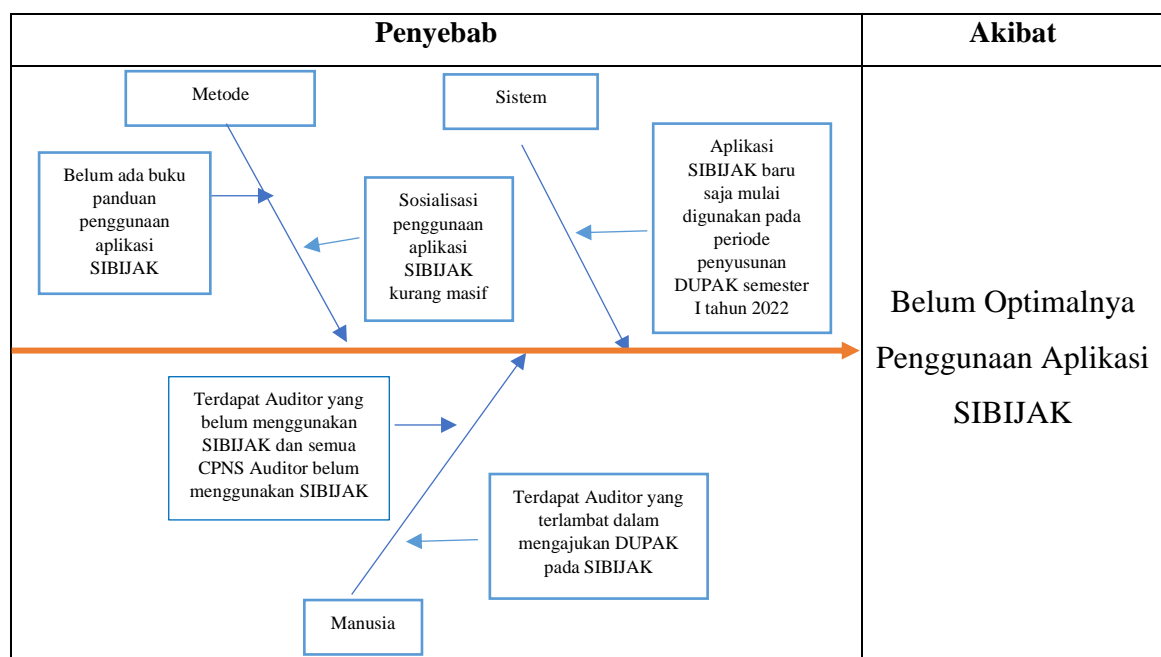 Penyebab
Akibat
Metode
Sistem
Belum ada buku
panduan
penggunaan
aplikasi
SIBIJAK
Sosialisasi
penggunaan
aplikasi
SIBIJAK
kurang masif
Aplikasi
SIBIJAK baru
saja mulai
digunakan pada
periode
penyusunan
DUPAK semester
I tahun 2022
Terdapat Auditor yang
belum menggunakan
SIBIJAK dan semua
CPNS Auditor belum
menggunakan SIBIJAK
Terdapat Auditor yang
terlambat dalam
mengajukan DUPAK
pada SIBIJAK
Manusia
Belum Optimalnya
Penggunaan Aplikasi
SIBIJAK